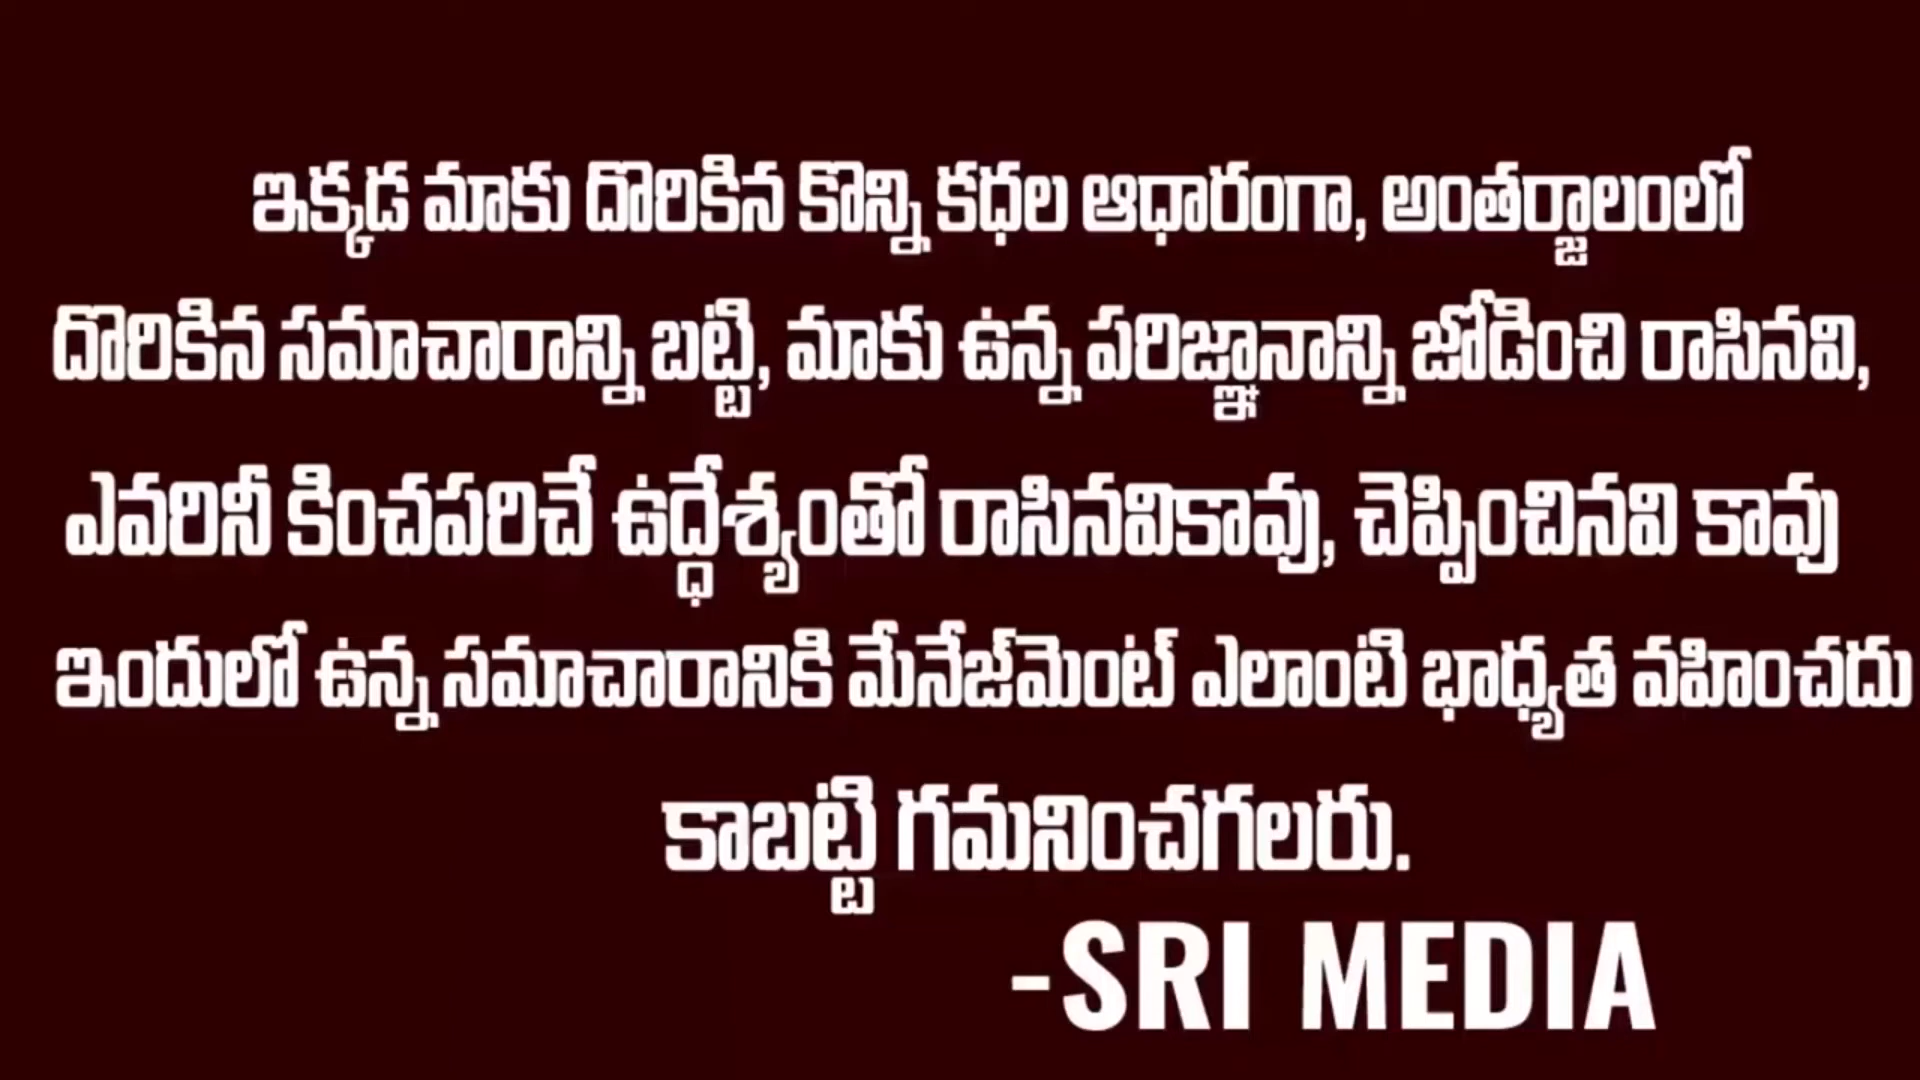 ఇక్కడ మాకు దొరికిన కొన్ని కధల ఆధారంగా, అంతర్జాలంలో
దొరికిన సమాచారాన్ని బట్టి, మాకు ఉన్న పరిజ్ఞానాన్ని జోడించి రాసినవి,
ఎవరినీ కించపరిచే ఉద్ధేశ్యంతో రాసినవికావు, చెప్పించినవి కావు
ఇందులో ఉన్న సమాచారానికి మేనేజ్‌మెంట్ ఎలాంటి భాధ్యత వహించదు
కాబట్టి గమనించగలరు.
-SRI MEDIA